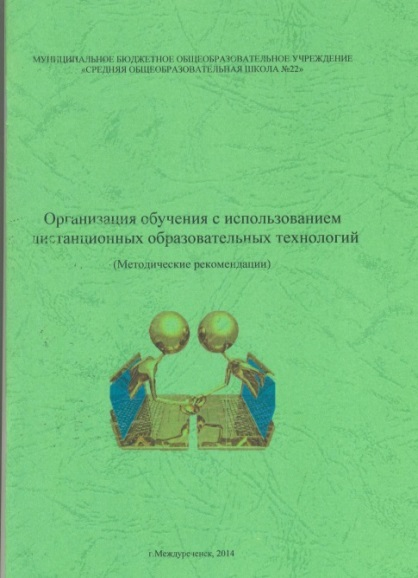 МУНИЦИПАЛЬНОЕ БЮДЖЕТНОЕ ОБЩЕОБРАЗОВАТЕЛЬНОЕ УЧРЕЖДЕНИЕ
«СРЕДНЯЯ ОБЩЕОБРАЗОВАТЕЛЬНАЯ ШКОЛА №22»
Организация обучения с использованием
дистанционных образовательных технологий
(Методические рекомендации)
г.Междуреченск, 2014